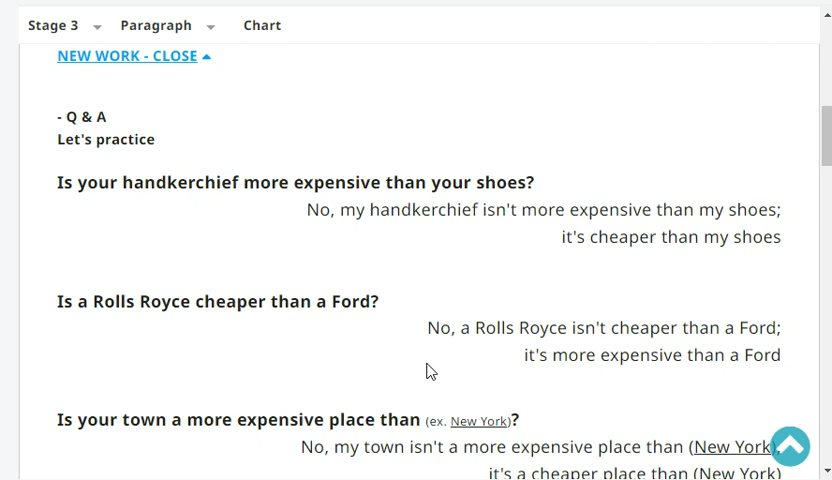 Stage 3 Paragraph Chart
NEW WORK - CLOSE
- Q & A
Let's practice
Is your handkerchief more expensive than your shoes?
No, my handkerchief isn't more expensive than my shoes;
it's cheaper than my shoes
Is a Rolls Royce cheaper than a Ford?
No, a Rolls Royce isn't cheaper than a Ford;
it's more expensive than a Ford
Is your town a more expensive place than (ex. New York)?
No, my town isn't a more expensive place than (New York);
it's a cheaper place than (New York)